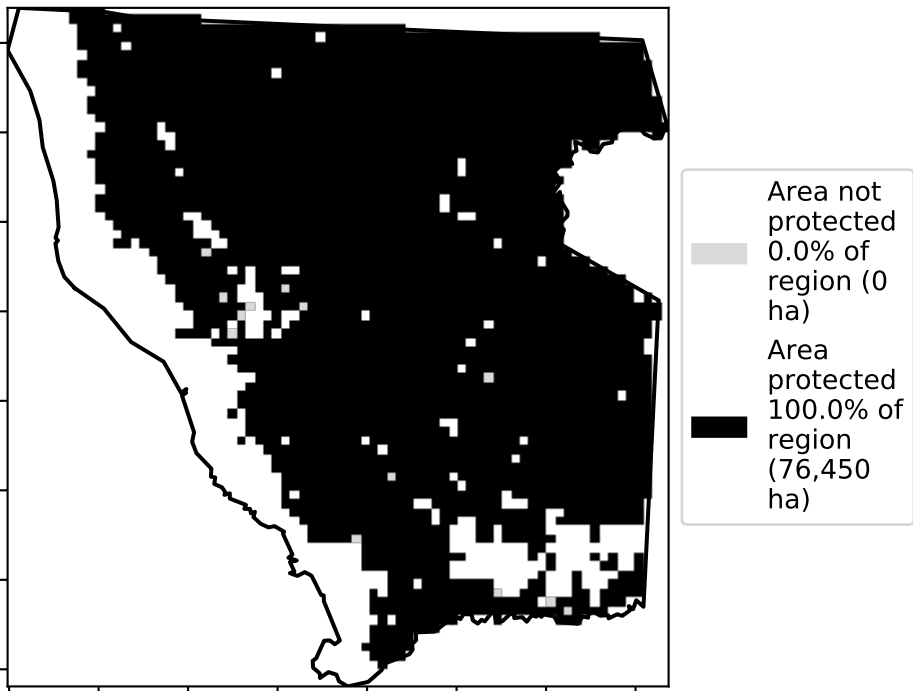 Area not
protected
0.0% of
region (0
ha)
Area
protected
100.0% of
region
(76,450
ha)